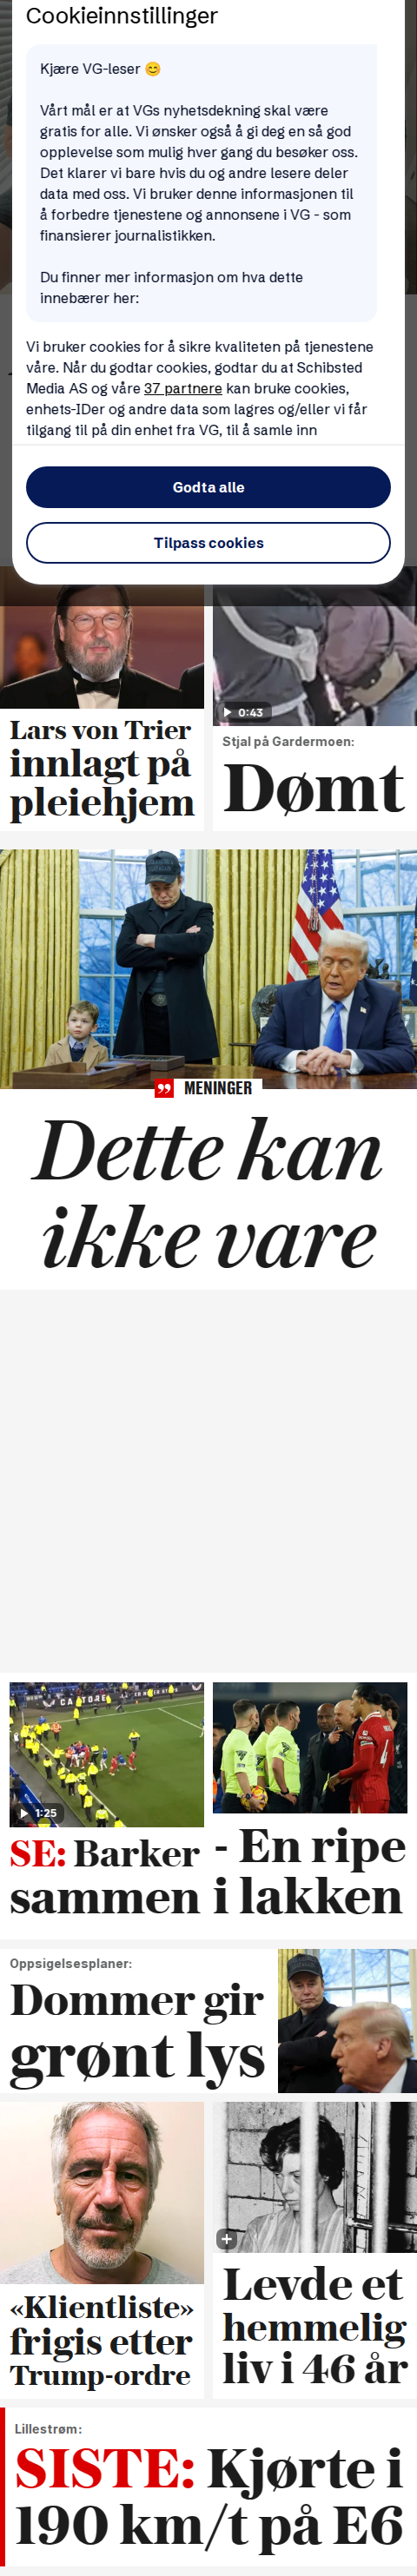 Cookieinnstillinger
Kjære VG-leser 😊
Vårt mål er at VGs nyhetsdekning skal være
gratis for alle. Vi ønsker også å gi deg en så god
opplevelse som mulig hver gang du besøker oss.
Det klarer vi bare hvis du og andre lesere deler
data med oss. Vi bruker denne informasjonen til
å forbedre tjenestene og annonsene i VG - som
finansierer journalistikken.
Du finner mer informasjon om hva dette
innebærer her:
Vi bruker cookies for å sikre kvaliteten på tjenestene
våre. Når du godtar cookies, godtar du at Schibsted
Media AS og våre 37 partnere kan bruke cookies,
enhets-IDer og andre data som lagres og/eller vi får
tilgang til på din enhet fra VG, til å samle inn
Godta alle
Tilpass cookies
Lars von Trier
innlagt på
pleiehjem
0:43
Stjal på Gardermoen:
Dømt
MENINGER
Dette kan
ikke vare
CASTORE
1:25
SE: Barker
sammen
4
- En ripe
i lakken
Oppsigelsesplaner:
Dommer gir
grønt lys
«Klientliste»
frigis etter
Trump-ordre
Levde et
hemmelig
liv i 46 år
Lillestrøm:
SISTE: Kjørte i
190 km/t på E6